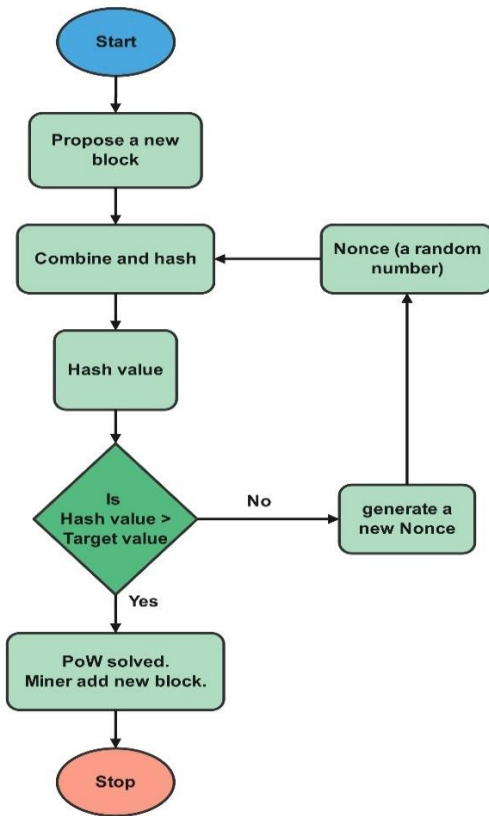 Start
Propose a new
block
Combine and hash
Nonce (a random
number)
Hash value
Is
Hash value >
Target value
No
generate a
new Nonce
Yes
PoW solved.
Miner add new block.
Stop